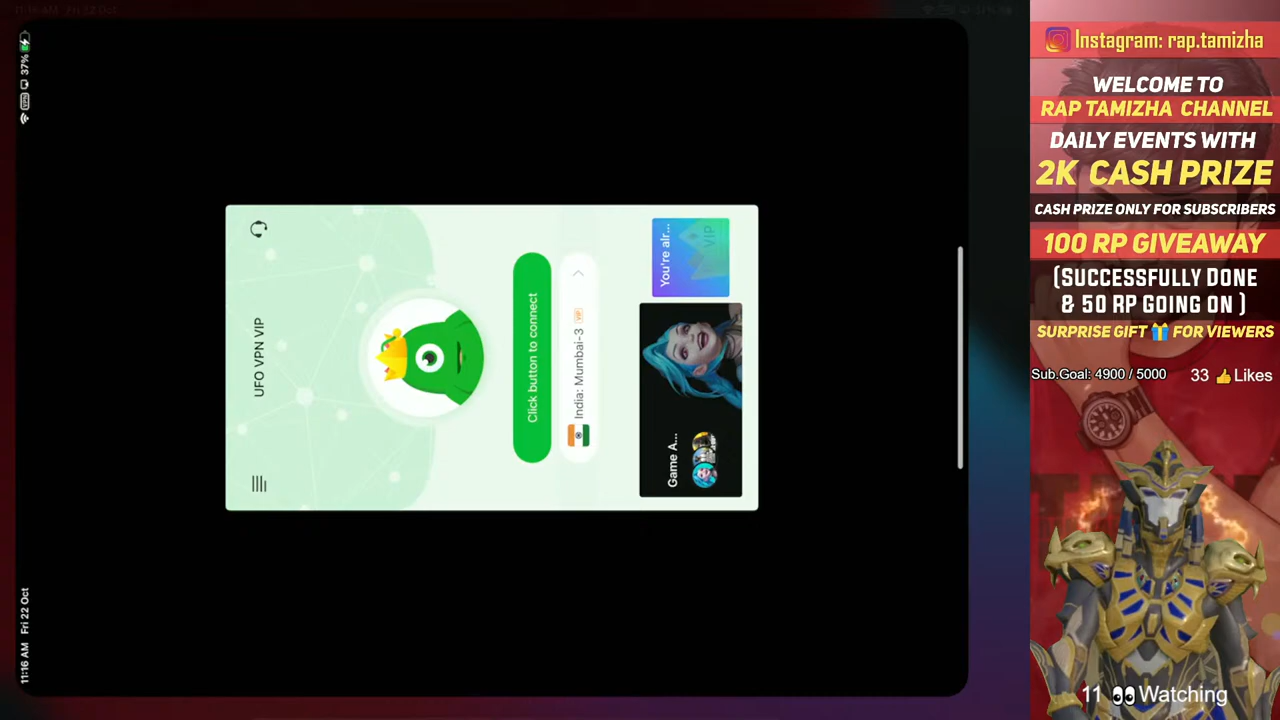 11:16 AM Fri 22 Oct
VPN 37%
UFO VPN VIP
Click button to connect
India: Mumbai-3 VIP
Game A...
You're alr...
VIP
Instagram: rap.tamizha
WELCOME TO
RAP TAMIZHA CHANNEL
DAILY EVENTS WITH
2K CASH PRIZE
CASH PRIZE ONLY FOR SUBSCRIBERS
100 RP GIVEAWAY
(SUCCESSFULLY DONE
& 50 RP GOING ON )
SURPRISE GIFT 🎁 FOR VIEWERS
Sub.Goal: 4900 / 5000 33 👍Likes
11 👀Watching